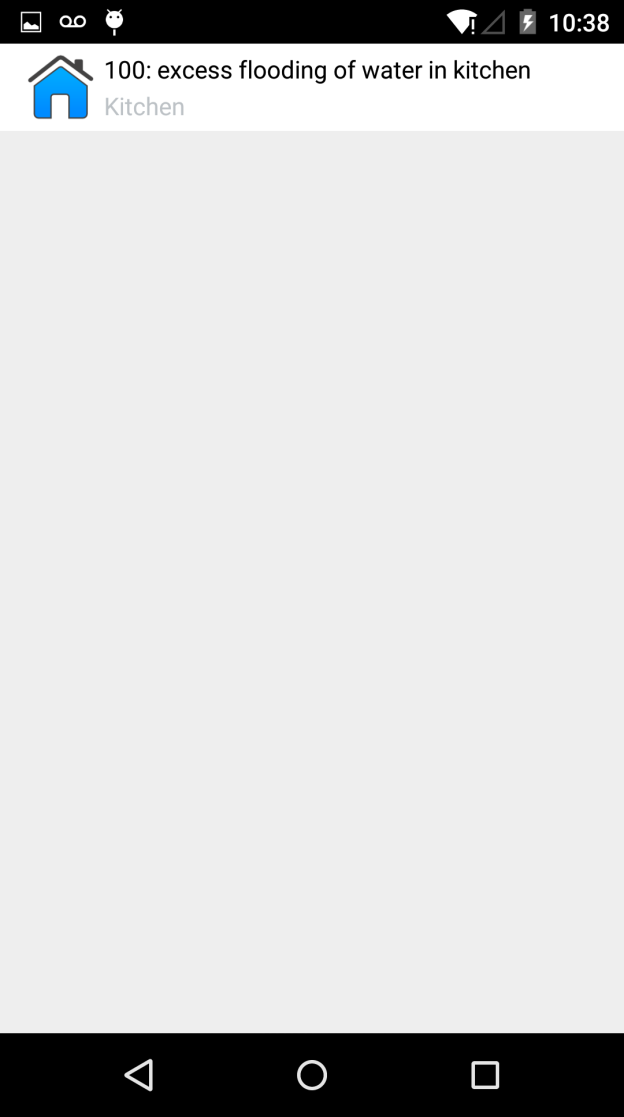 10:38
100: excess flooding of water in kitchen
Kitchen